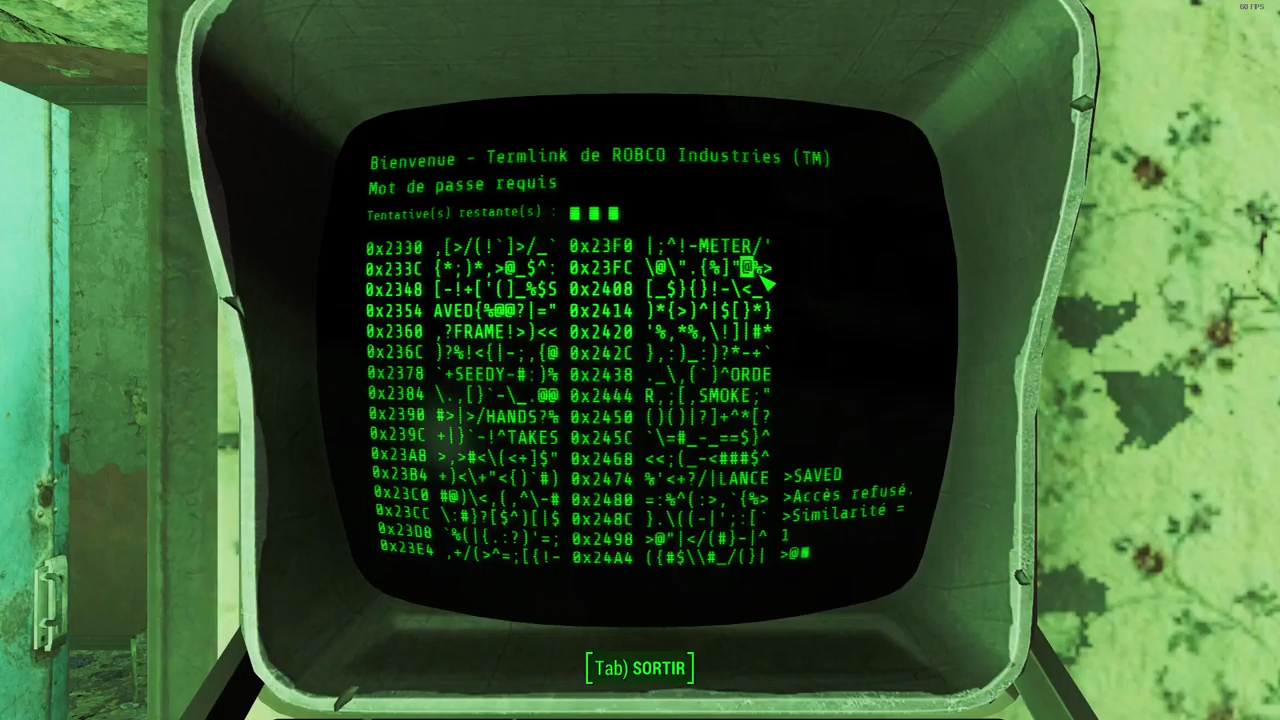 60 FPS
Bienvenue - Termlink de ROBCO Industries (TM)
Mot de passe requis
Tentative(s) restante(s) :
0x2330 ,[>/(!`]>/_` 0x23F0 |;^!-METER/'
0x233C {*;)*,>@_$^: 0x23FC \@\".{%]"@%>
0x2348 [-!+['(]_%$S 0x2408 [_$}{}!-\<_
0x2354 AVED{%@@?|=" 0x2414 )*{>)^|$[}*}
0x2360 ,?FRAME!>)<< 0x2420 '%,*%,\!]|#*
0x236C )?%!<{|-;,{@ 0x242C },:)_:)?*-÷`
0x2378 `+SEEDY-#:)% 0x2438 ._\,(`)^ORDE
0x2384 \.,[}`-\_.@@ 0x2444 R,;[,SMOKE;"
0x2390 #>|>/HANDS?% 0x2450 ()()|?]+^*[?
0x239C +|}`-!^TAKES 0x245C `\=#_-_==$}^
0x23A8 >,>#<\(<+]$" 0x2468 <<;(_-<###$^
0x23B4 +)<\+"<{)`#) 0x2474 %'<+?/|LANCE >SAVED
0x23C0 #@)\<,(,^\-# 0x2480 =:%^(:>,`{%> >Accès refusé.
0x23CC \:#}?[$^)[|$ 0x248C }.\((-|';:[` >Similarité =
0x23D8 `%(|{.:?)'=; 0x2498 >@"|</(#}-|^ 1
0x23E4 ,+/(>^=;[{!- 0x24A4 ({#$\\#_/(}| >@
[Tab) SORTIR]